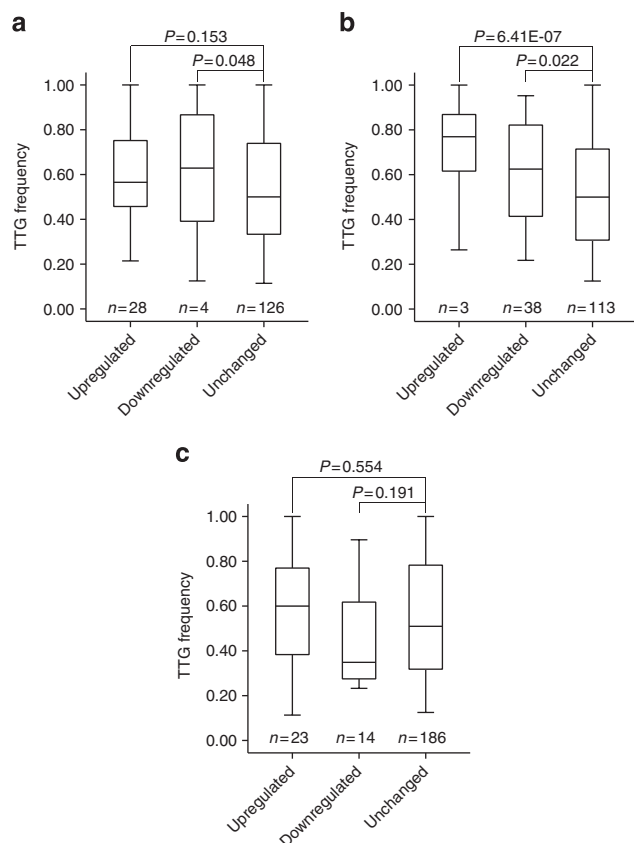 a
P=0.153
P=0.048
1.00
0.80
0.60
0.40
0.20
0.00
TTG frequency
n=28 n=4 n=126
Upregulated
Downregulated
Unchanged
b
P=6.41E-07
P=0.022
1.00
0.80
0.60
0.40
0.20
0.00
TTG frequency
n=3 n=38 n=113
Upregulated
Downregulated
Unchanged
c
P=0.554
P=0.191
1.00
0.80
0.60
0.40
0.20
0.00
TTG frequency
n=23 n=14 n=186
Upregulated
Downregulated
Unchanged